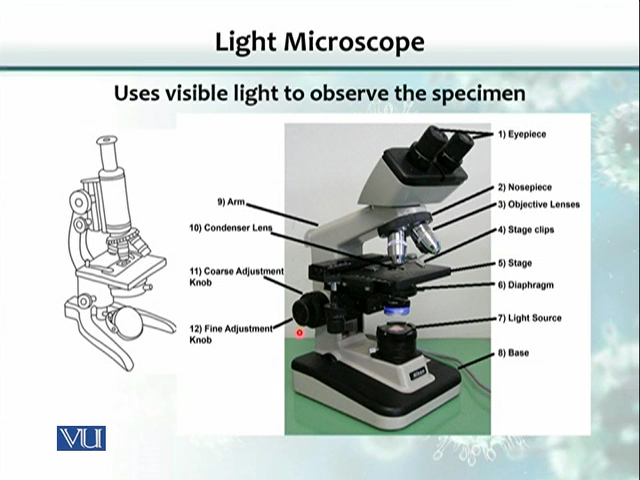 Light Microscope
Uses visible light to observe the specimen
1) Eyepiece
2) Nosepiece
3) Objective Lenses
4) Stage clips
5) Stage
6) Diaphragm
7) Light Source
8) Base
9) Arm
10) Condenser Lens
11) Coarse Adjustment
Knob
12) Fine Adjustment
Knob
Nikon
VU